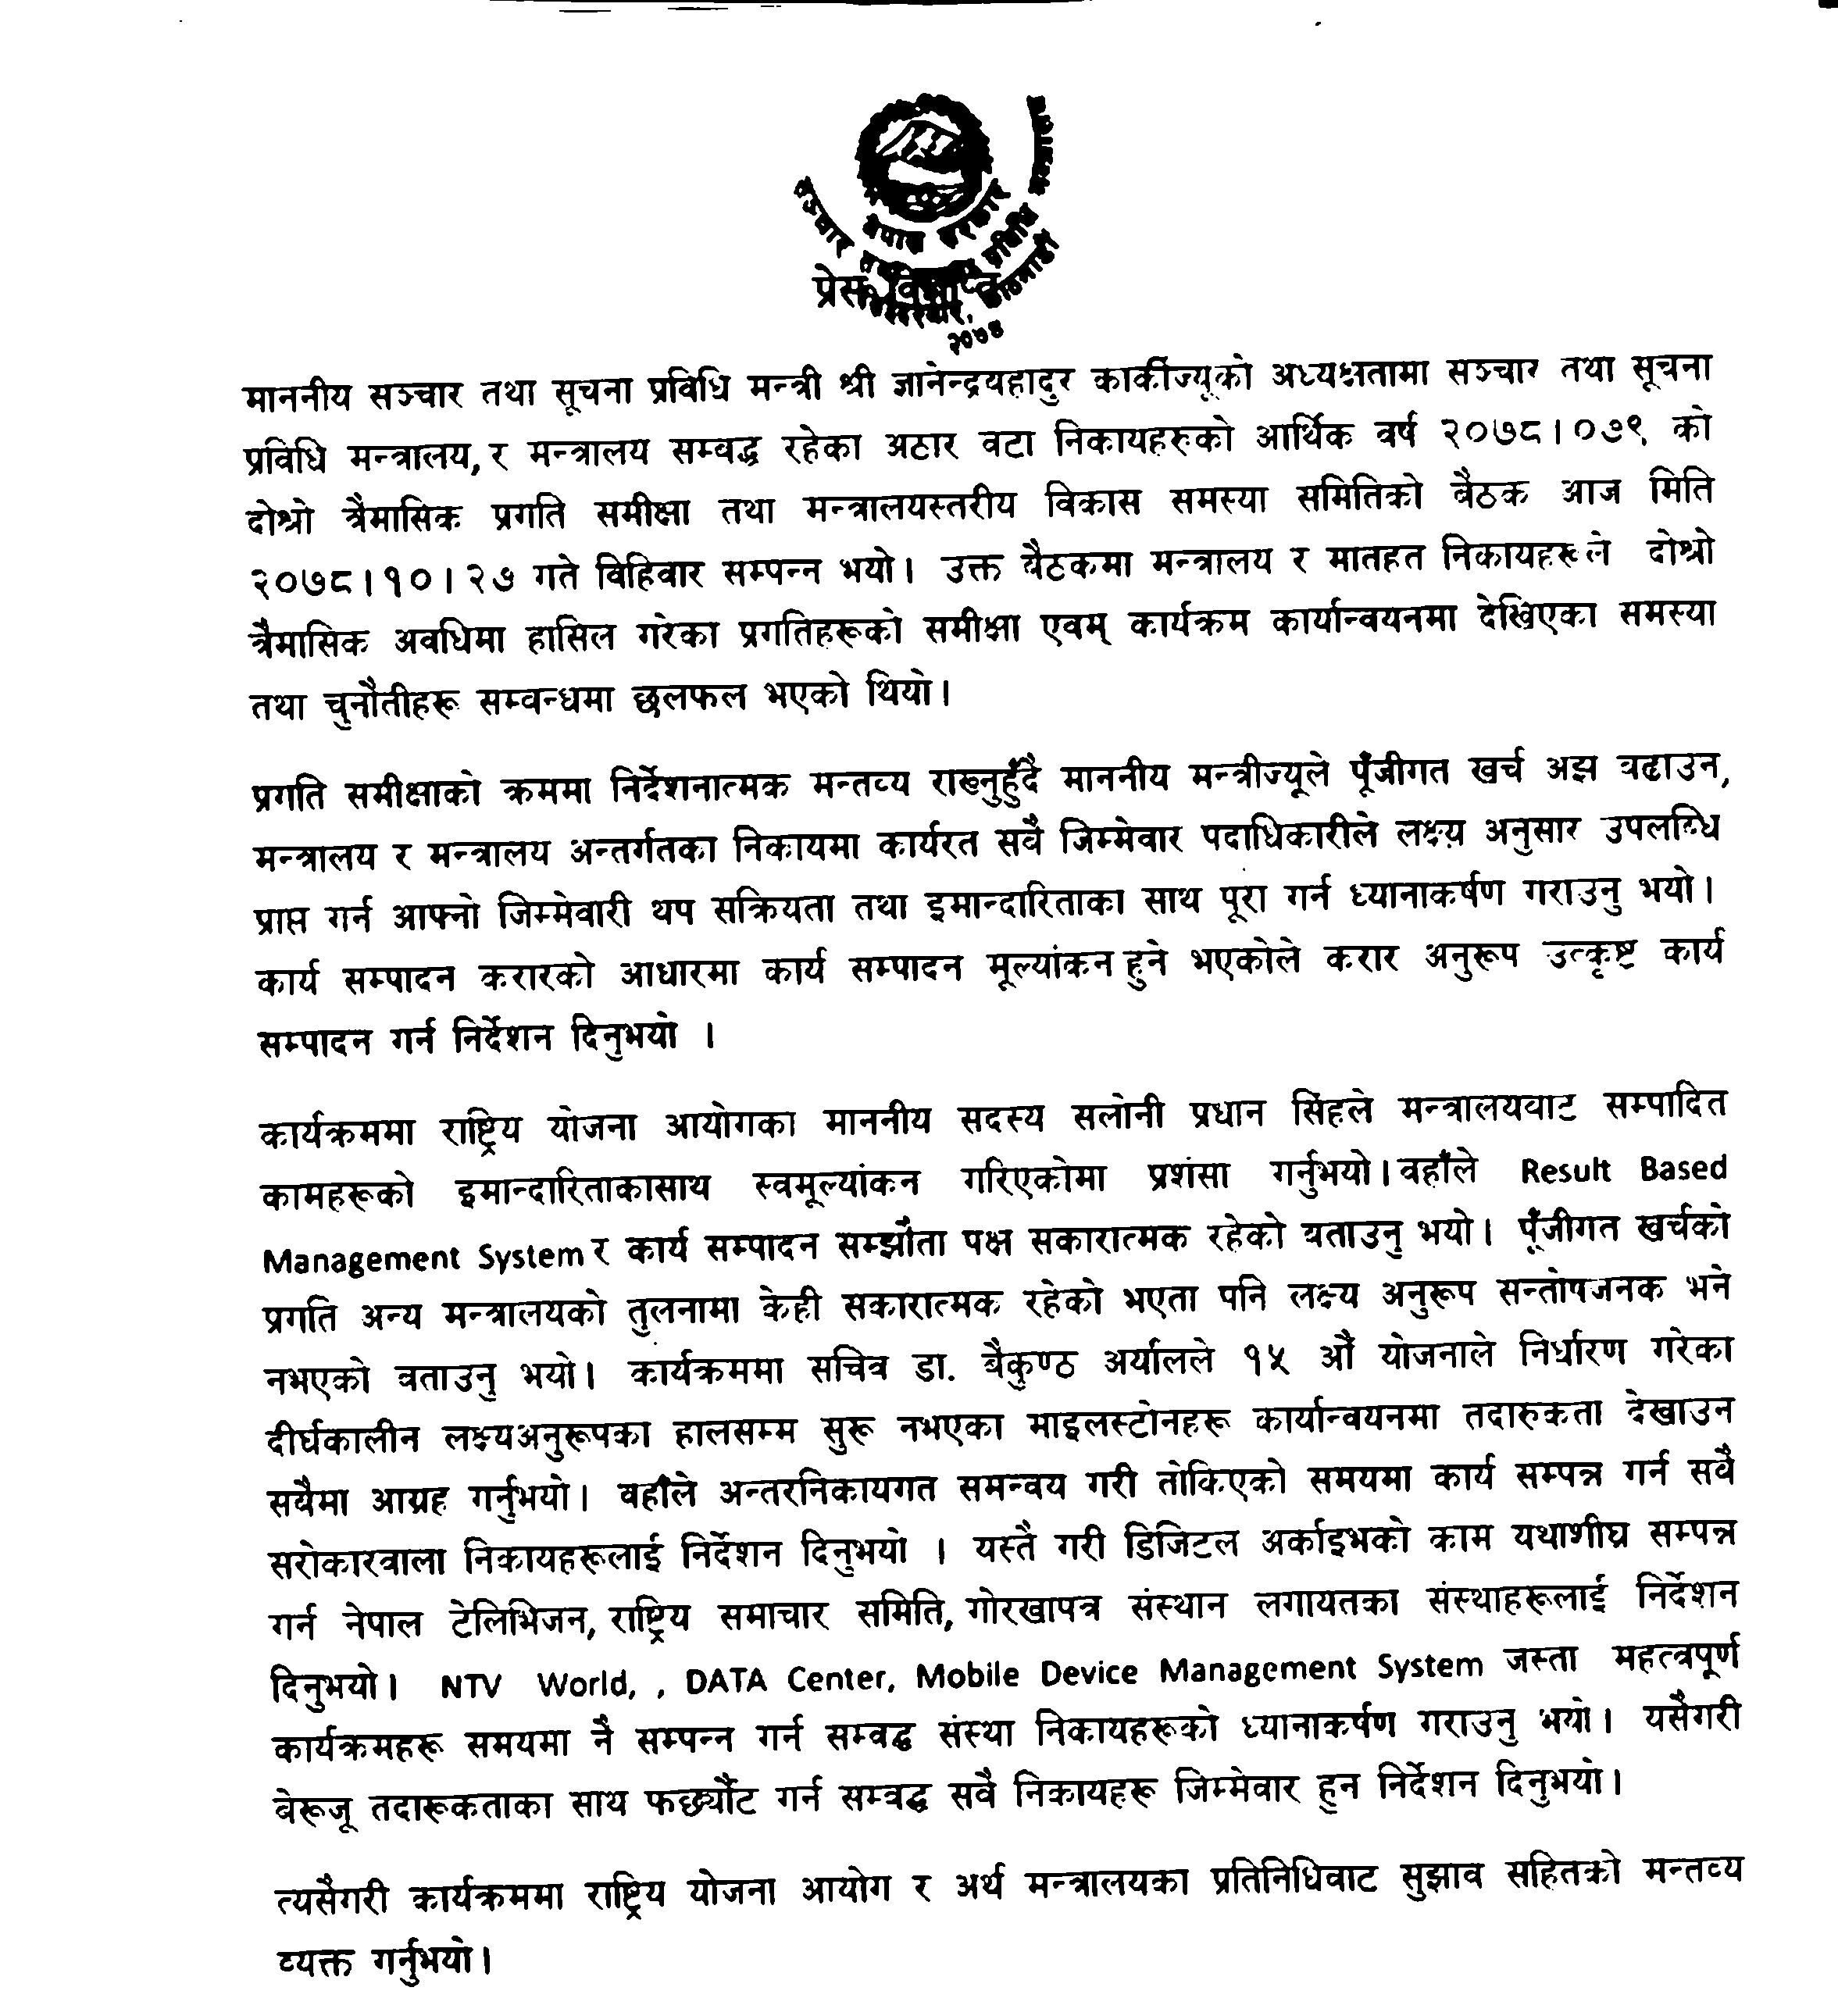 नेपाल सरकार
प्रेस विज्ञप्ति
२०७४
माननीय सञ्चार तथा सूचना प्रविधि मन्त्री श्री ज्ञानेन्द्रबहादुर कार्कीज्यूको अध्यक्षतामा सञ्चार तथा सूचना
प्रविधि मन्त्रालय, र मन्त्रालय सम्बद्ध रहेका अठार वटा निकायहरुको आर्थिक वर्ष २०७८।०७९ को
दोश्रो त्रैमासिक प्रगति समीक्षा तथा मन्त्रालयस्तरीय विकास समस्या समितिको बैठक आज मिति
२०७८।१०।२७ गते विहिवार सम्पन्न भयो। उक्त बैठकमा मन्त्रालय र मातहत निकायहरूले दोश्रो
त्रैमासिक अवधिमा हासिल गरेका प्रगतिहरूको समीक्षा एवम् कार्यक्रम कार्यान्वयनमा देखिएका समस्या
तथा चुनौतीहरू सम्वन्धमा छलफल भएको थियो।
प्रगति समीक्षाको क्रममा निर्देशनात्मक मन्तव्य राख्नुहुँदै माननीय मन्त्रीज्यूले पूँजीगत खर्च अझ बढाउन,
मन्त्रालय र मन्त्रालय अन्तर्गतका निकायमा कार्यरत सवै जिम्मेवार पदाधिकारीले लक्ष्य अनुसार उपलब्धि
प्राप्त गर्न आफ्नो जिम्मेवारी थप सक्रियता तथा इमान्दारिताका साथ पूरा गर्न ध्यानाकर्षण गराउनु भयो।
कार्य सम्पादन करारको आधारमा कार्य सम्पादन मूल्यांकन हुने भएकोले करार अनुरूप उत्कृष्ट कार्य
सम्पादन गर्न निर्देशन दिनुभयो ।
कार्यक्रममा राष्ट्रिय योजना आयोगका माननीय सदस्य सलोनी प्रधान सिंहले मन्त्रालयवाट सम्पादित
कामहरूको इमान्दारिताकासाथ स्वमूल्यांकन गरिएकोमा प्रशंसा गर्नुभयो। वहाँले Result Based
Management System र कार्य सम्पादन सम्झौता पक्ष सकारात्मक रहेको बताउनु भयो। पूँजीगत खर्चको
प्रगति अन्य मन्त्रालयको तुलनामा केही सकारात्मक रहेको भएता पनि लक्ष्य अनुरूप सन्तोषजनक भने
नभएको वताउनु भयो। कार्यक्रममा सचिव डा. बैकुण्ठ अर्यालले १५ औं योजनाले निर्धारण गरेका
दीर्घकालीन लक्ष्यअनुरूपका हालसम्म सुरू नभएका माइलस्टोनहरू कार्यान्वयनमा तदारुकता देखाउन
सबैमा आग्रह गर्नुभयो। वहाँले अन्तरनिकायगत समन्वय गरी तोकिएको समयमा कार्य सम्पन्न गर्न सवै
सरोकारवाला निकायहरूलाई निर्देशन दिनुभयो । यस्तै गरी डिजिटल अर्काइभको काम यथाशीघ्र सम्पन्न
गर्न नेपाल टेलिभिजन, राष्ट्रिय समाचार समिति, गोरखापत्र संस्थान लगायतका संस्थाहरूलाई निर्देशन
दिनुभयो। NTV World, , DATA Center, Mobile Device Management System जस्ता महत्वपूर्ण
कार्यक्रमहरू समयमा नै सम्पन्न गर्न सम्वद्ध संस्था निकायहरूको ध्यानाकर्षण गराउनु भयो। यसैगरी
बेरूजू तदारूकताका साथ फर्छ्यौट गर्न सम्वद्ध सवै निकायहरू जिम्मेवार हुन निर्देशन दिनुभयो।
त्यसैगरी कार्यक्रममा राष्ट्रिय योजना आयोग र अर्थ मन्त्रालयका प्रतिनिधिवाट सुझाव सहितको मन्तव्य
व्यक्त गर्नुभयो।